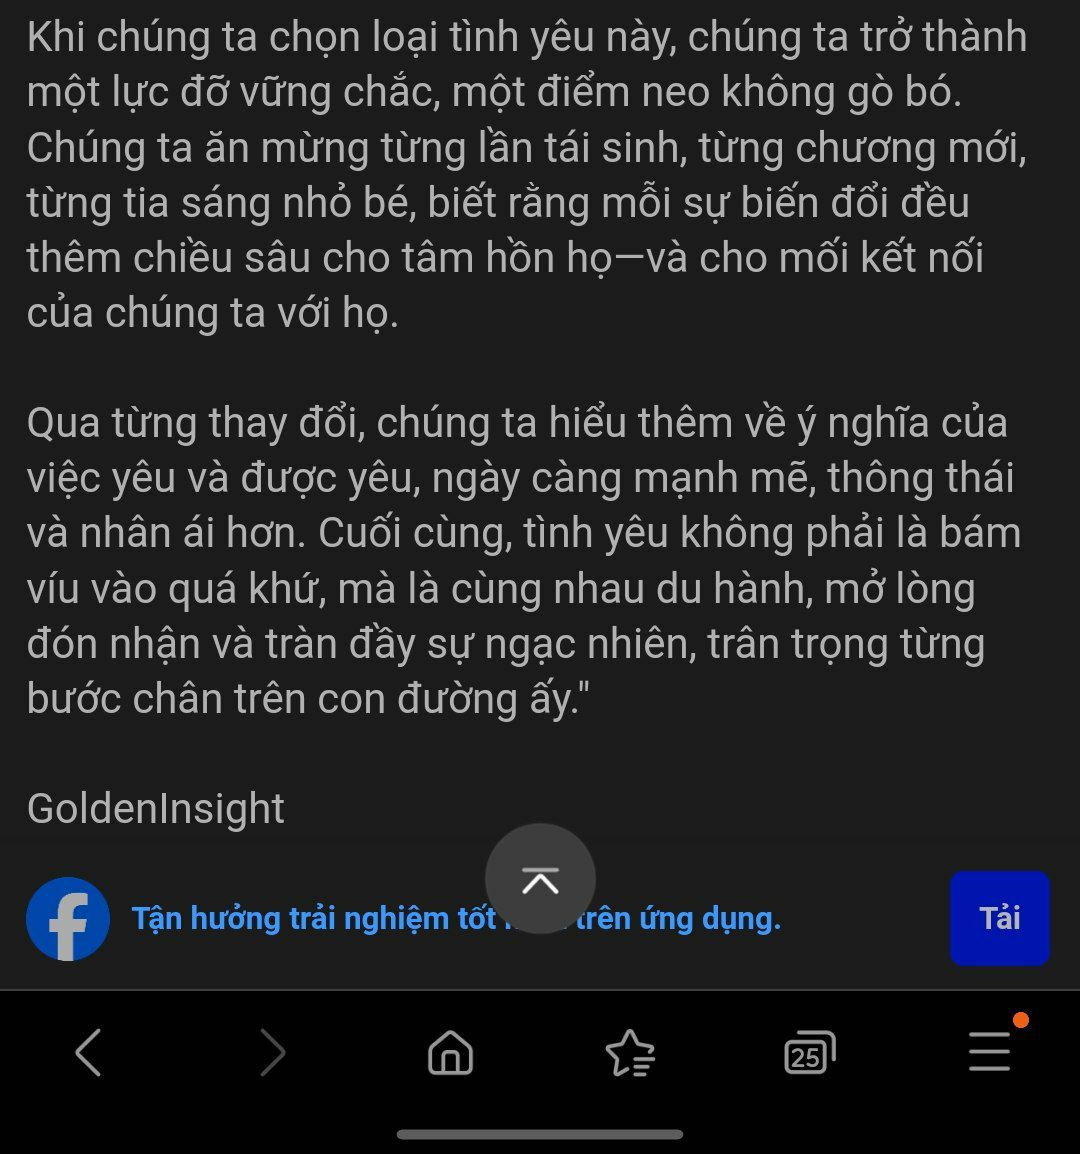 Khi chúng ta chọn loại tình yêu này, chúng ta trở thành
một lực đỡ vững chắc, một điểm neo không gò bó.
Chúng ta ăn mừng từng lần tái sinh, từng chương mới,
từng tia sáng nhỏ bé, biết rằng mỗi sự biến đổi đều
thêm chiều sâu cho tâm hồn họ—và cho mối kết nối
của chúng ta với họ.
Qua từng thay đổi, chúng ta hiểu thêm về ý nghĩa của
việc yêu và được yêu, ngày càng mạnh mẽ, thông thái
và nhân ái hơn. Cuối cùng, tình yêu không phải là bám
víu vào quá khứ, mà là cùng nhau du hành, mở lòng
đón nhận và tràn đầy sự ngạc nhiên, trân trọng từng
bước chân trên con đường ấy."
GoldenInsight
Tận hưởng trải nghiệm tốt trên ứng dụng.
Tải
25